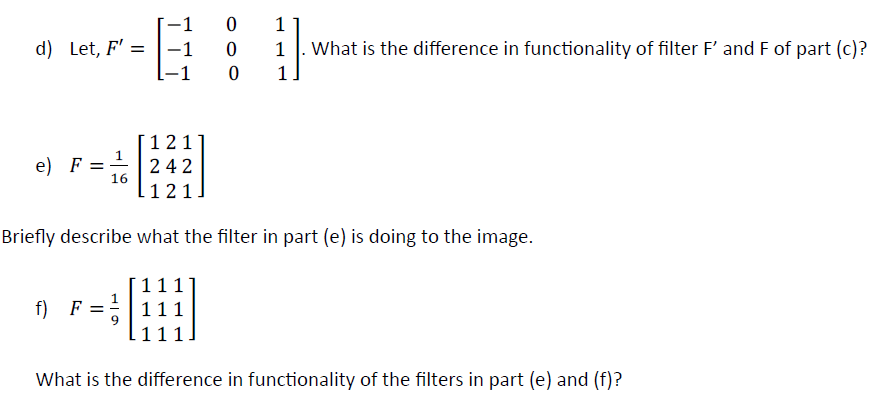 d) Let, F′ = [−1 0 1
−1 0 1
−1 0 1]. What is the difference in functionality of filter F′ and F of part (c)?
e) F = 1/16 [1 2 1
2 4 2
1 2 1]
Briefly describe what the filter in part (e) is doing to the image.
f) F = 1/9 [1 1 1
1 1 1
1 1 1]
What is the difference in functionality of the filters in part (e) and (f)?